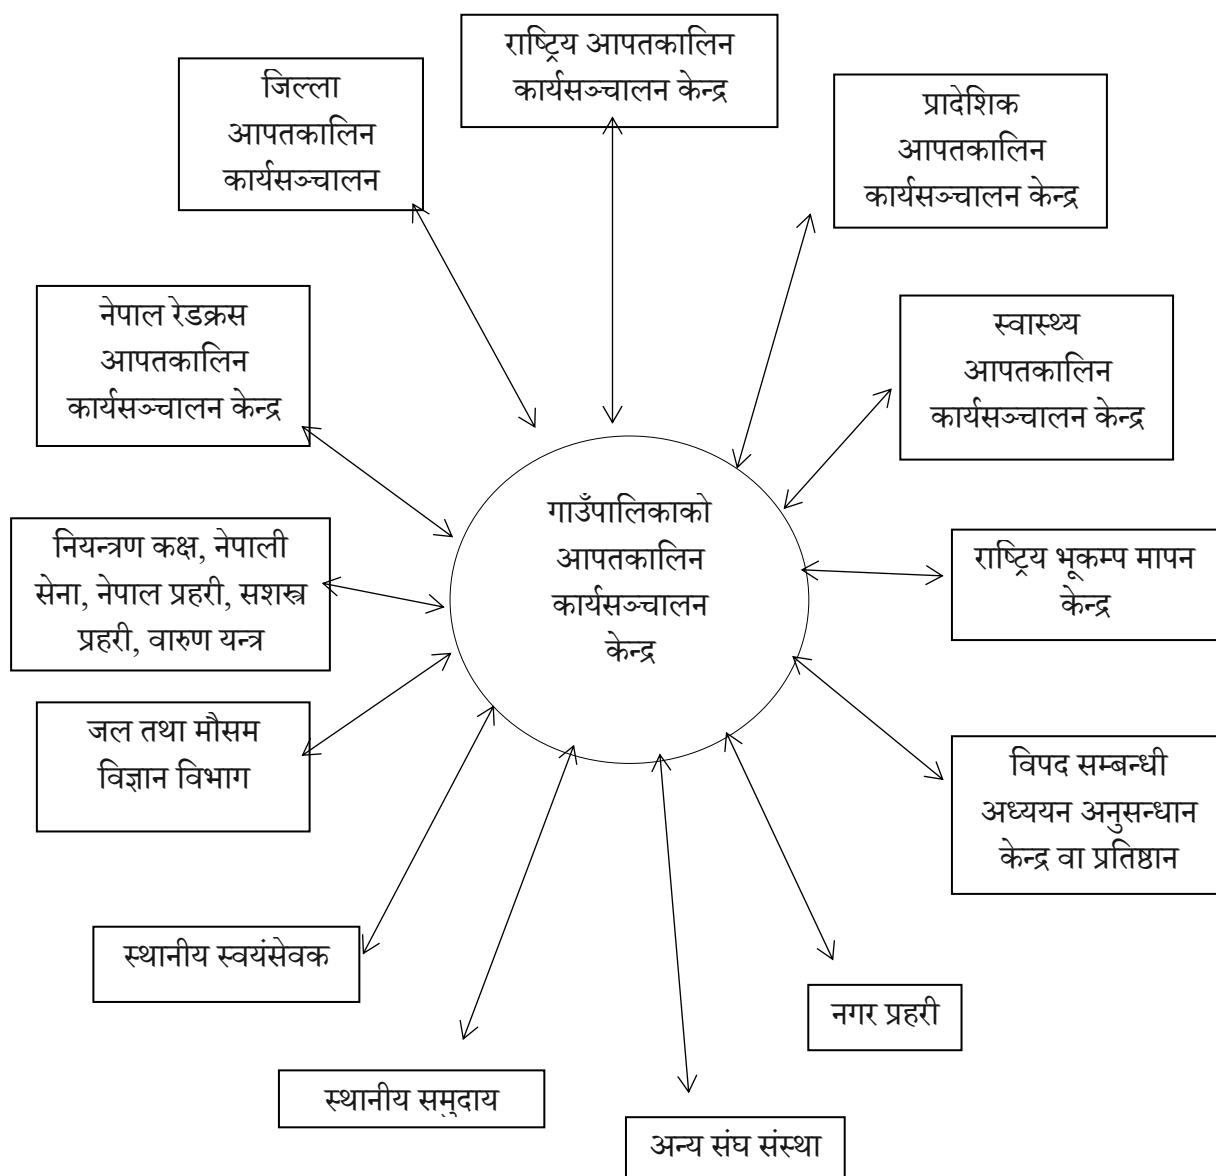 राष्ट्रिय आपतकालिन
कार्यसञ्चालन केन्द्र
जिल्ला
आपतकालिन
कार्यसञ्चालन
प्रादेशिक
आपतकालिन
कार्यसञ्चालन केन्द्र
नेपाल रेडक्रस
आपतकालिन
कार्यसञ्चालन केन्द्र
स्वास्थ्य
आपतकालिन
कार्यसञ्चालन केन्द्र
गाउँपालिकाको
आपतकालिन
कार्यसञ्चालन
केन्द्र
नियन्त्रण कक्ष, नेपाली
सेना, नेपाल प्रहरी, सशस्त्र
प्रहरी, वारुण यन्त्र
राष्ट्रिय भूकम्प मापन
केन्द्र
जल तथा मौसम
विज्ञान विभाग
विपद सम्बन्धी
अध्ययन अनुसन्धान
केन्द्र वा प्रतिष्ठान
स्थानीय स्वयंसेवक
नगर प्रहरी
स्थानीय समुदाय
अन्य संघ संस्था